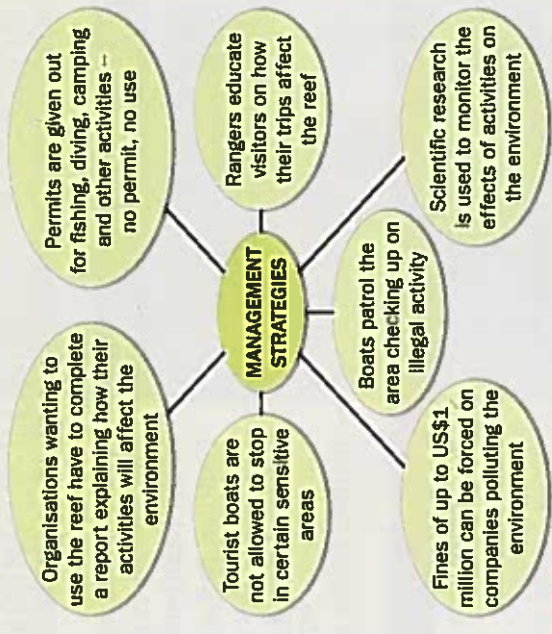 Organisations wanting to
use the reef have to complete
a report explaining how their
activities will affect the
environment
Permits are given out
for fishing, diving, camping
and other activities –
no permit, no use
Tourist boats are
not allowed to stop
in certain sensitive
areas
MANAGEMENT
STRATEGIES
Rangers educate
visitors on how
their trips affect
the reef
Fines of up to US$1
million can be forced on
companies polluting the
environment
Boats patrol the
area checking up on
illegal activity
Scientific research
is used to monitor the
effects of activities on
the environment